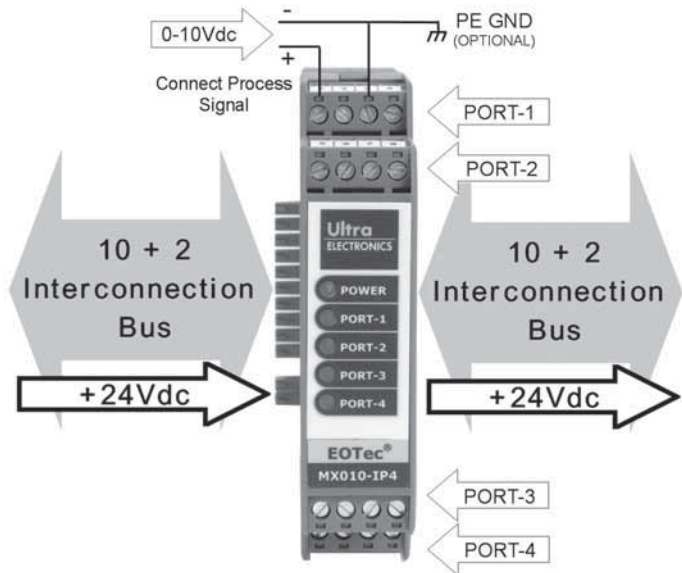 0-10Vdc
-
+
PE GND
(OPTIONAL)
Connect Process
Signal
PORT-1
PORT-2
10 + 2
Interconnection
Bus
+24Vdc
Ultra
ELECTRONICS
POWER
PORT-1
PORT-2
PORT-3
PORT-4
EOTec®
MX010-IP4
10 + 2
Interconnection
Bus
+24Vdc
PORT-3
PORT-4